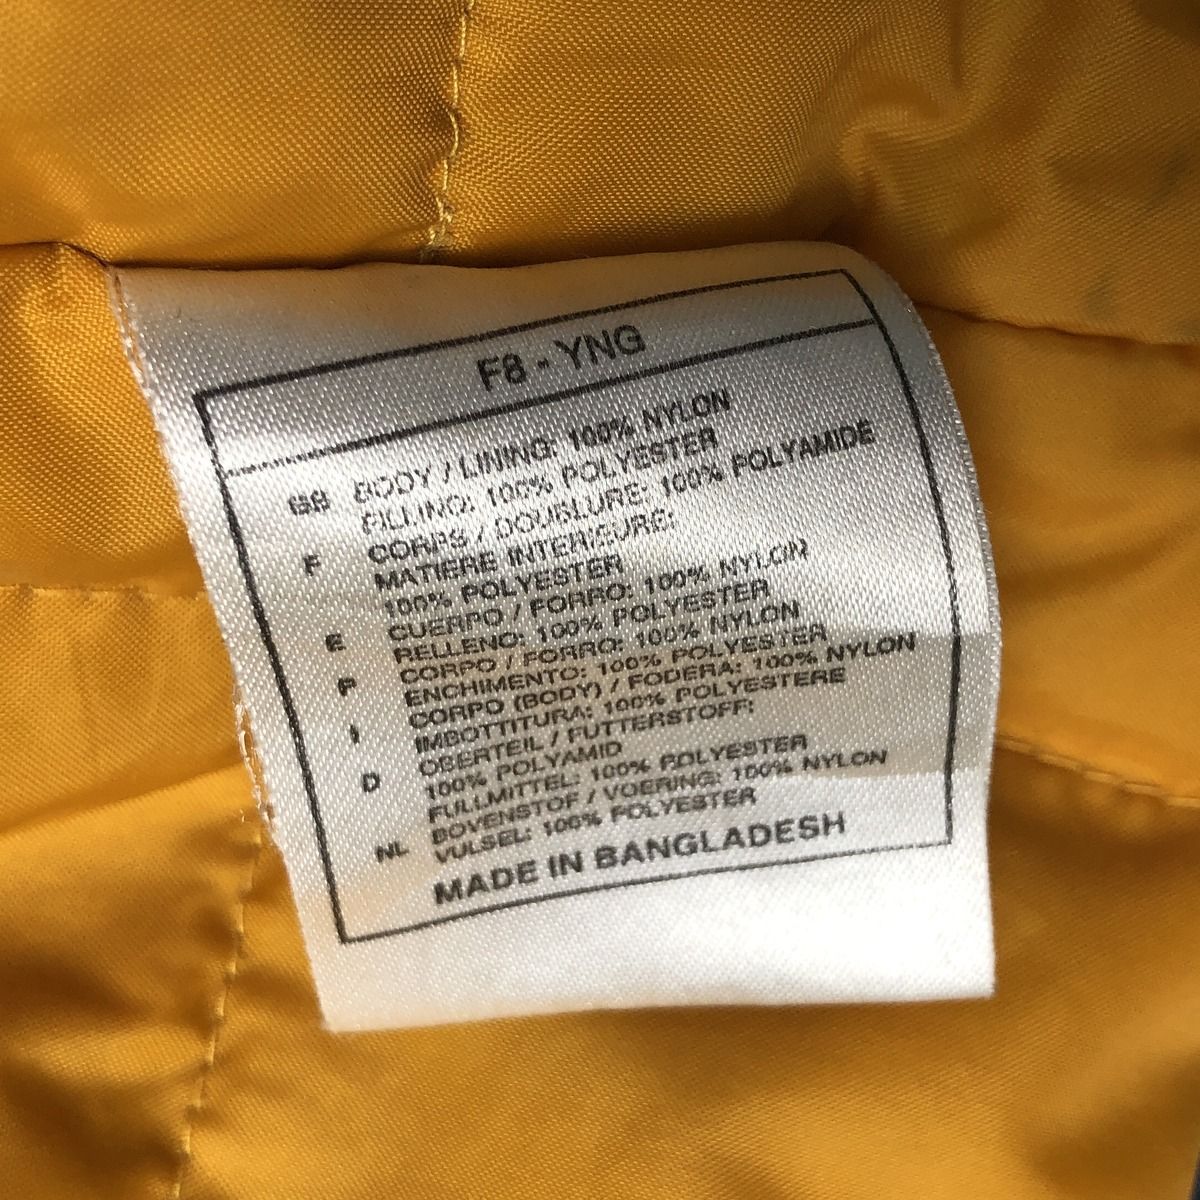 F8 - YNG
GB BODY / LINING: 100% NYLON
FILLING: 100% POLYESTER
F CORPS / DOUBLURE: 100% POLYAMIDE
MATIERE INTERIEURE:
100% POLYESTER
E CUERPO / FORRO: 100% NYLON
RELLENO: 100% POLYESTER
P CORPO / FORRO: 100% NYLON
ENCHIMENTO: 100% POLYESTER
I CORPO (BODY) / FODERA: 100% NYLON
IMBOTTITURA: 100% POLYESTERE
D OBERTEIL / FUTTERSTOFF:
100% POLYAMID
FULLMITTEL: 100% POLYESTER
NL BOVENSTOF / VOERING: 100% NYLON
VULSEL: 100% POLYESTER
MADE IN BANGLADESH